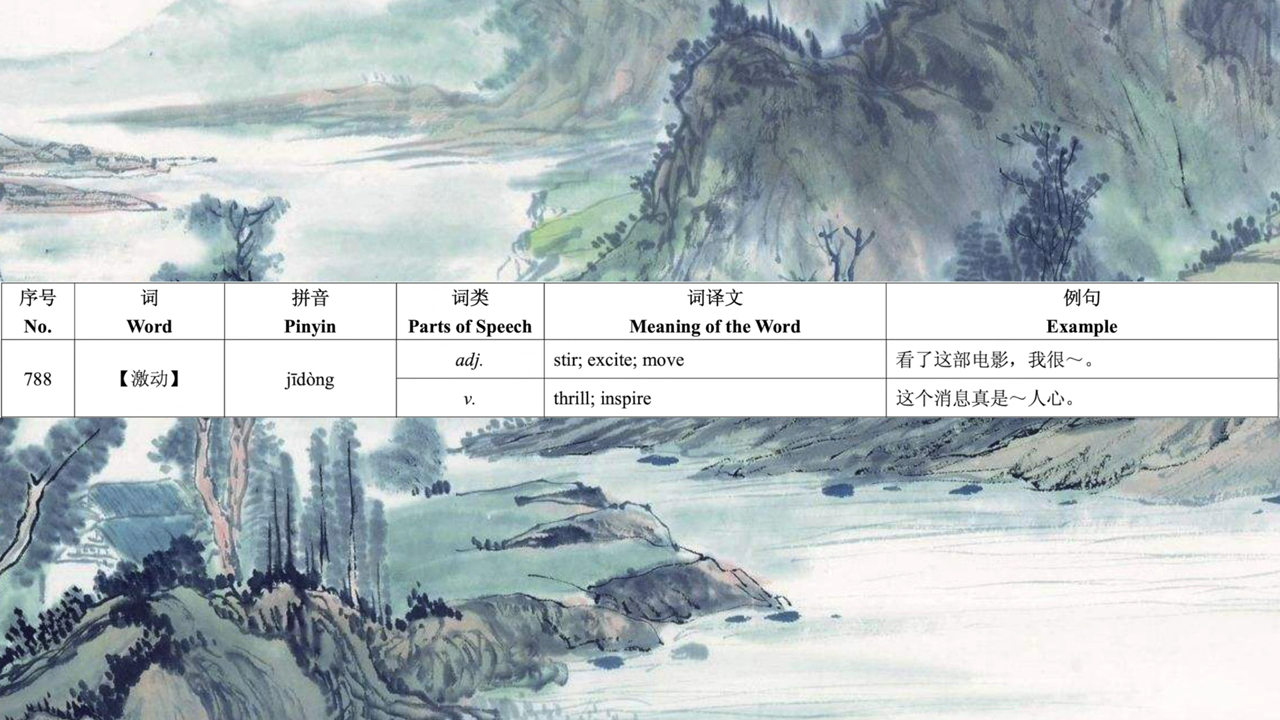 序号 词 拼音 词类 词译文 例句
No. Word Pinyin Parts of Speech Meaning of the Word Example
788 【激动】 jīdòng adj. stir; excite; move 看了这部电影，我很～。
v. thrill; inspire 这个消息真是～人心。